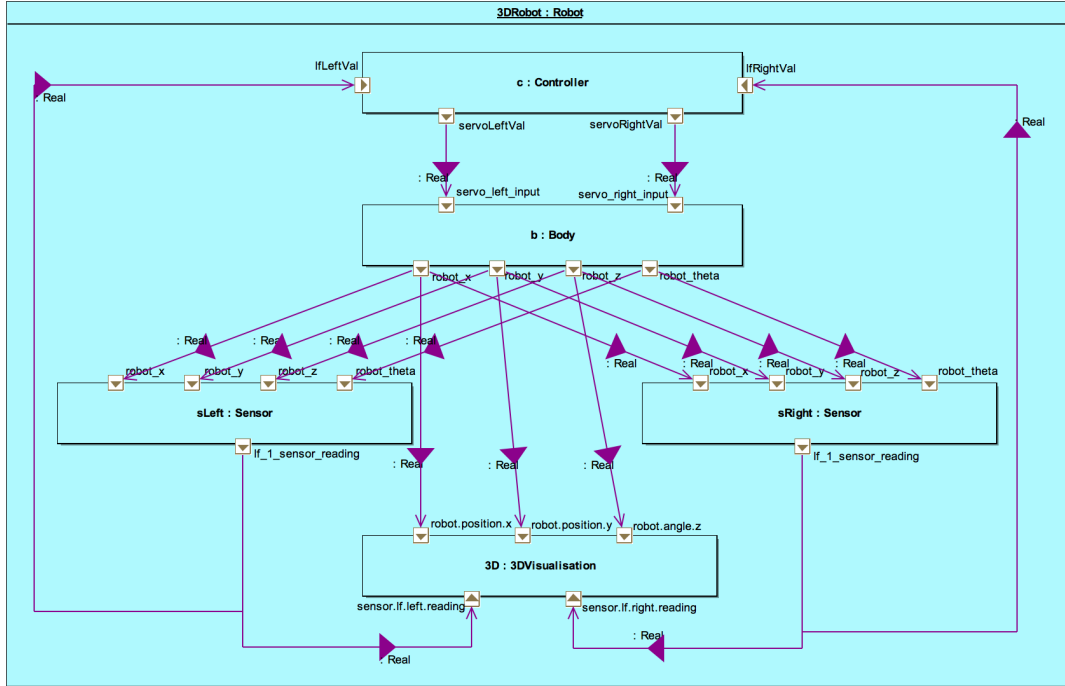 3DRobot : Robot
lfLeftVal
lfRightVal
c : Controller
: Real
: Real
servoLeftVal
servoRightVal
: Real
: Real
servo_left_input
servo_right_input
b : Body
robot_x
robot_y
robot_z
robot_theta
: Real
: Real
: Real
: Real
: Real
: Real
: Real
: Real
robot_x
robot_y
robot_z
robot_theta
robot_x
robot_y
robot_z
robot_theta
sLeft : Sensor
sRight : Sensor
lf_1_sensor_reading
lf_1_sensor_reading
: Real
: Real
: Real
robot.position.x
robot.position.y
robot.angle.z
3D : 3DVisualisation
sensor.lf.left.reading
sensor.lf.right.reading
: Real
: Real